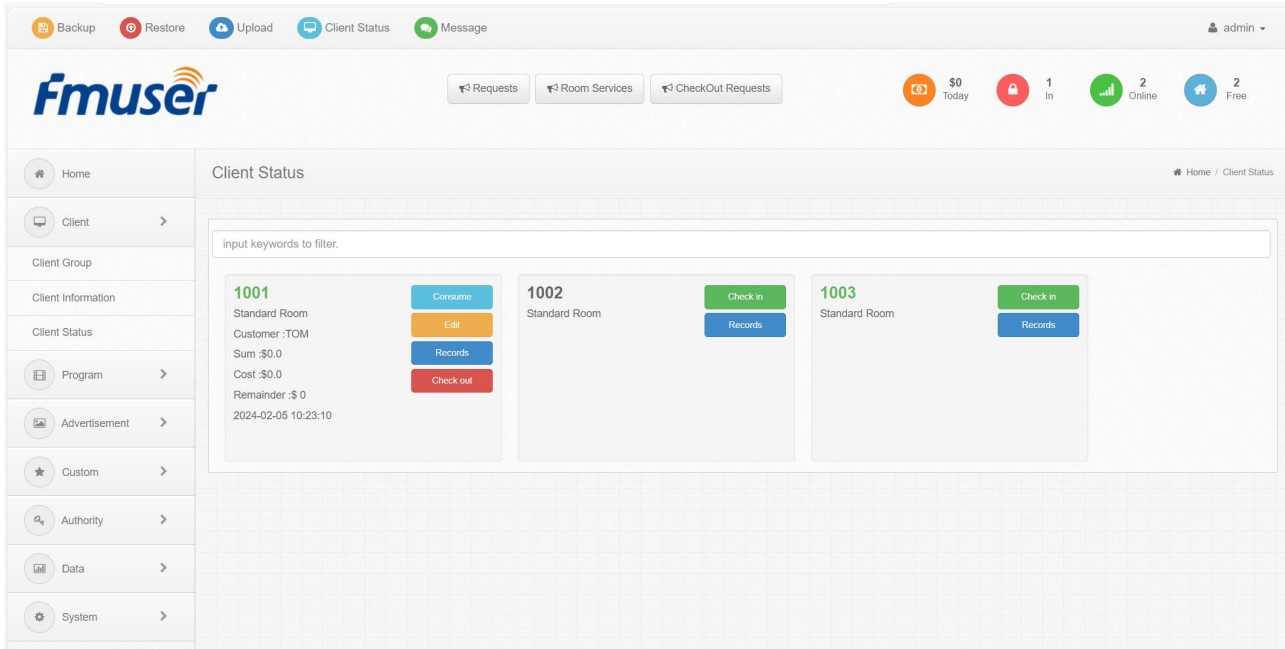 Backup Restore Upload Client Status Message admin
Fmuser
Requests Room Services CheckOut Requests
$0 Today
1 In
2 Online
2 Free
Home
Client
Client Group
Client Information
Client Status
Program
Advertisement
Custom
Authority
Data
System
Client Status
Home / Client Status
input keywords to filter.
1001
Standard Room
Customer :TOM
Sum :$0.0
Cost :$0.0
Remainder :$ 0
2024-02-05 10:23:10
Consume
Edit
Records
Check out
1002
Standard Room
Check in
Records
1003
Standard Room
Check in
Records